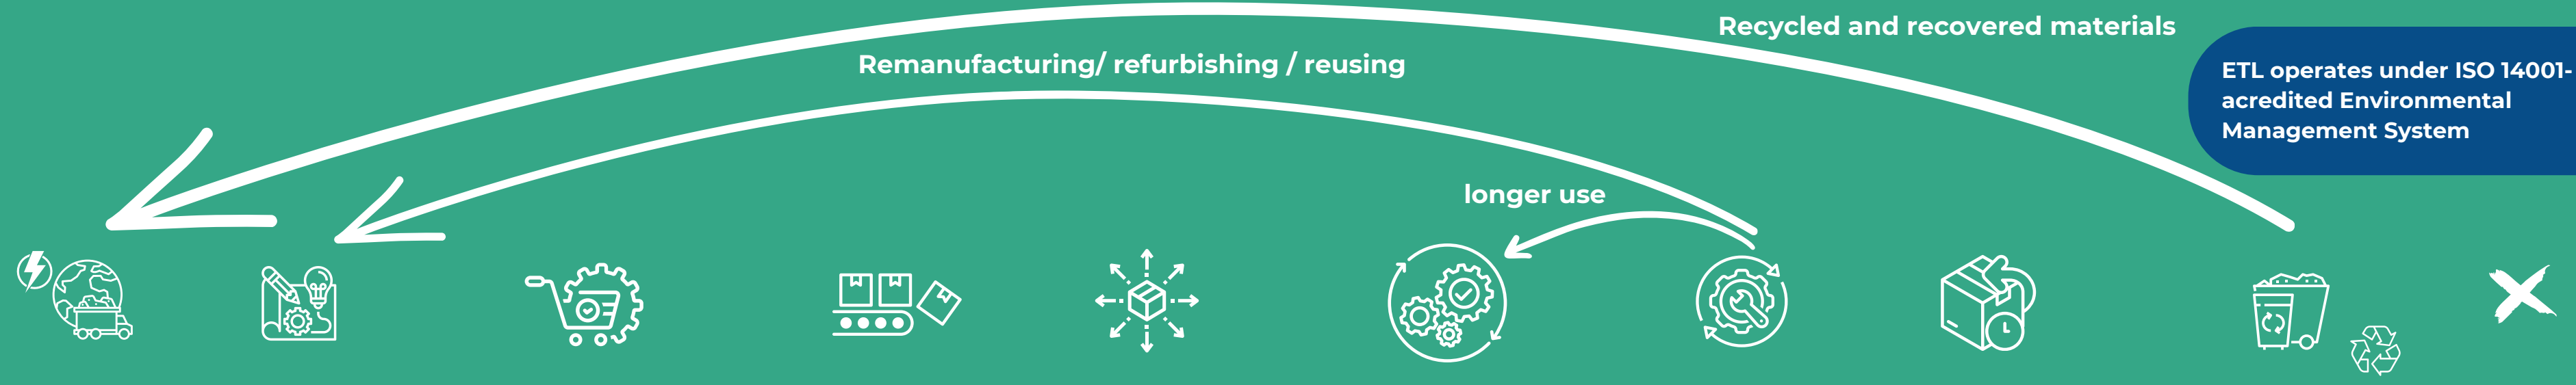 Recycled and recovered materials
Remanufacturing/ refurbishing / reusing
longer use
ETL operates under ISO 14001-
acredited Environmental
Management System